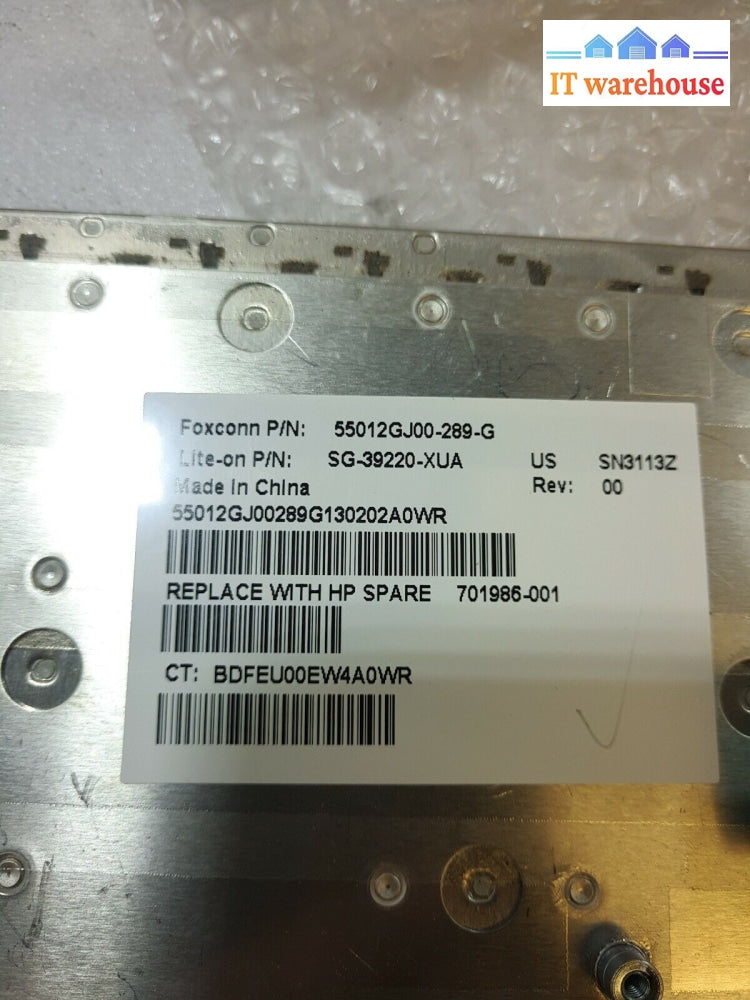 IT warehouse
Foxconn P/N: 55012GJ00-289-G
Lite-on P/N: SG-39220-XUA US SN3113Z
Made in China Rev: 00
55012GJ00289G130202A0WR
REPLACE WITH HP SPARE 701986-001
CT: BDFEU00EW4A0WR